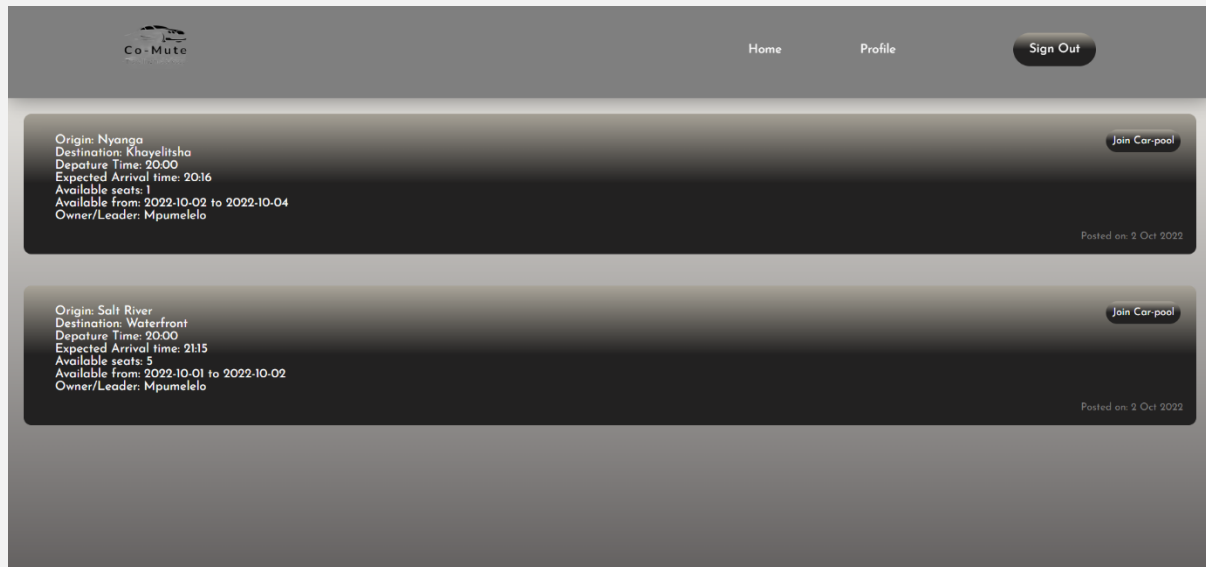 Co-Mute
Home
Profile
Sign Out
Origin: Nyanga
Join Car-pool
Destination: Khayelitsha
Depature Time: 20:00
Expected Arrival time: 20:16
Available seats: 1
Available from: 2022-10-02 to 2022-10-04
Owner/Leader: Mpumelelo
Posted on: 2 Oct 2022
Origin: Salt River
Join Car-pool
Destination: Waterfront
Depature Time: 20:00
Expected Arrival time: 21:15
Available seats: 5
Available from: 2022-10-01 to 2022-10-02
Owner/Leader: Mpumelelo
Posted on: 2 Oct 2022